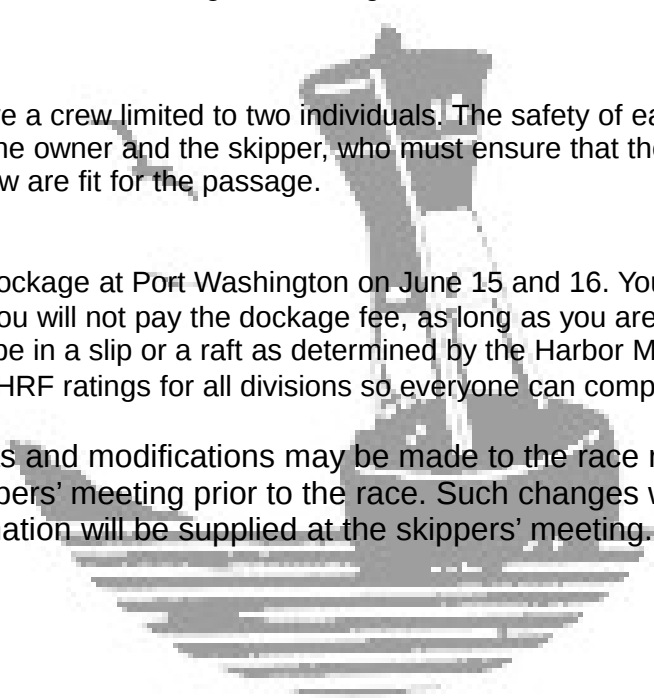 e a crew limited to two individuals. The safety of ea
he owner and the skipper, who must ensure that the
w are fit for the passage.
ockage at Port Washington on June 15 and 16. You
ou will not pay the dockage fee, as long as you are
be in a slip or a raft as determined by the Harbor M
HRF ratings for all divisions so everyone can comp
s and modifications may be made to the race
pers’ meeting prior to the race. Such changes w
ation will be supplied at the skippers’ meeting.